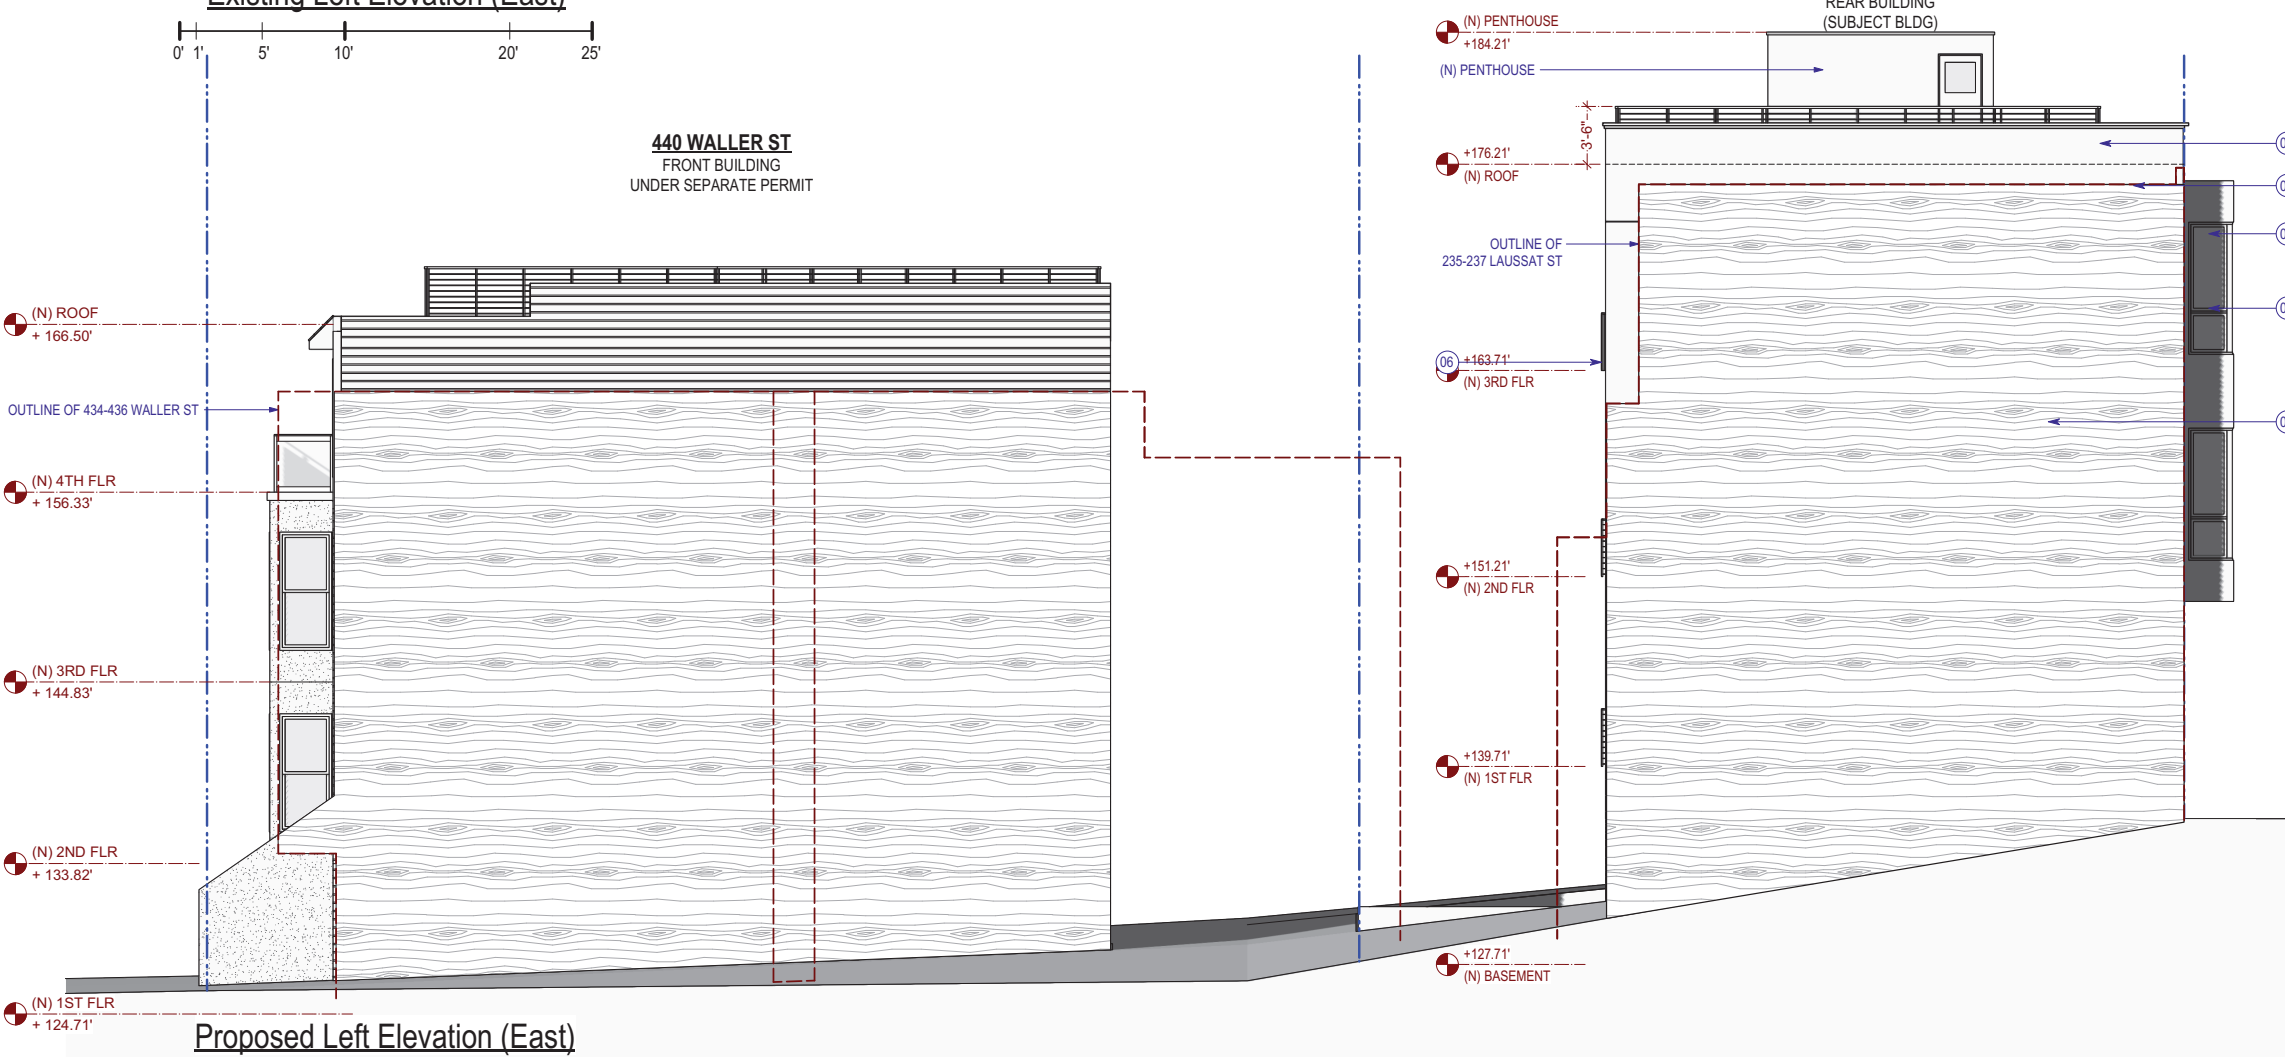 Existing Left Elevation (East)
0' 1' 5' 10' 20' 25'
440 WALLER ST
FRONT BUILDING
UNDER SEPARATE PERMIT
(N) ROOF
+ 166.50'
OUTLINE OF 434-436 WALLER ST
(N) 4TH FLR
+ 156.33'
(N) 3RD FLR
+ 144.83'
(N) 2ND FLR
+ 133.82'
(N) 1ST FLR
+ 124.71'
Proposed Left Elevation (East)
REAR BUILDING
(SUBJECT BLDG)
(N) PENTHOUSE
+184.21'
(N) PENTHOUSE
3'-6"
+176.21'
(N) ROOF
OUTLINE OF
235-237 LAUSSAT ST
06
+163.71'
(N) 3RD FLR
+151.21'
(N) 2ND FLR
+139.71'
(N) 1ST FLR
+127.71'
(N) BASEMENT